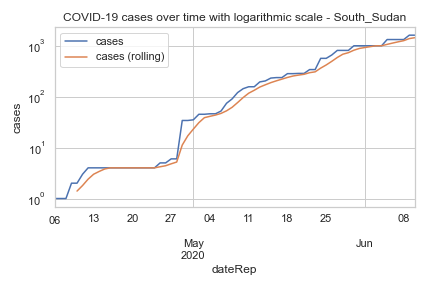 COVID-19 cases over time with logarithmic scale - South_Sudan
cases
cases (rolling)
10³
10²
10¹
10⁰
cases
06 13 20 27 04 11 18 25 08
May Jun
2020
dateRep